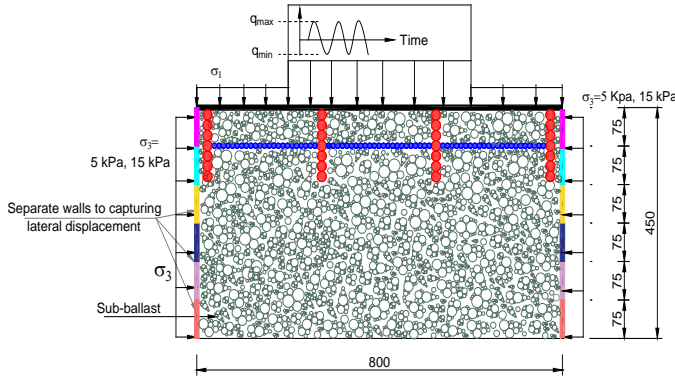 qmax
qmin
Time
σ1
σ3=5 Kpa, 15 kPa
σ3=
5 kPa, 15 kPa
Separate walls to capturing
lateral displacement
σ3
Sub-ballast
75
75
75
75
75
75
450
800